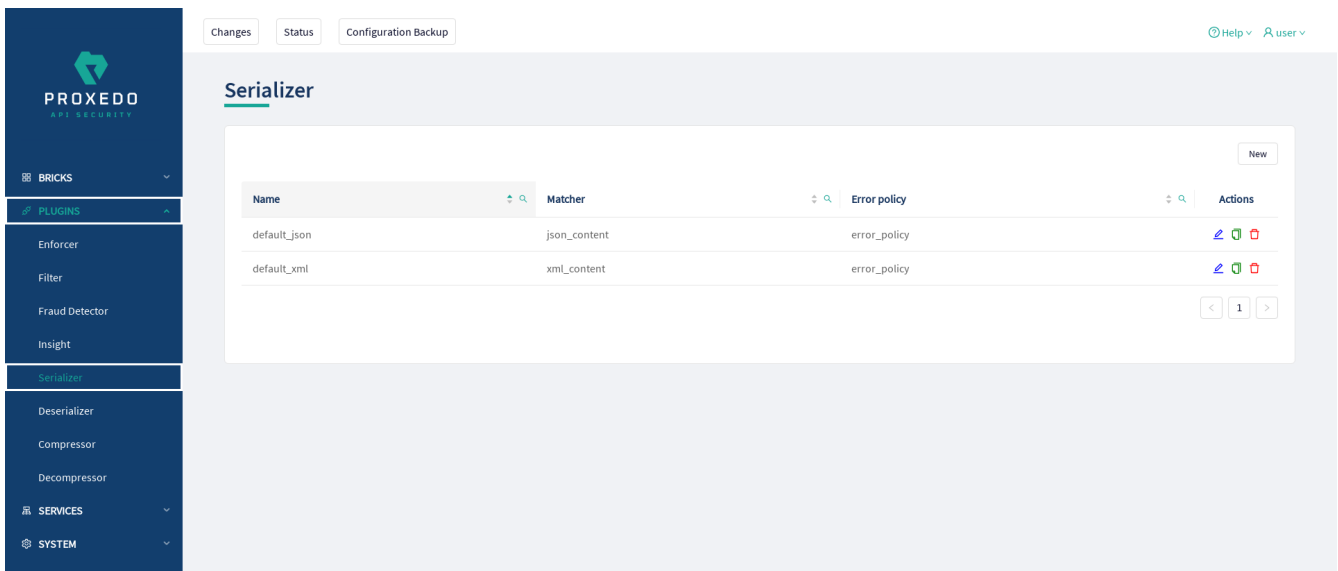 Changes Status Configuration Backup Help user
PROXEDO
API SECURITY
Serializer
New
BRICKS
PLUGINS
Enforcer
Filter
Fraud Detector
Insight
Serializer
Deserializer
Compressor
Decompressor
SERVICES
SYSTEM
Name Matcher Error policy Actions
default_json json_content error_policy
default_xml xml_content error_policy
< 1 >